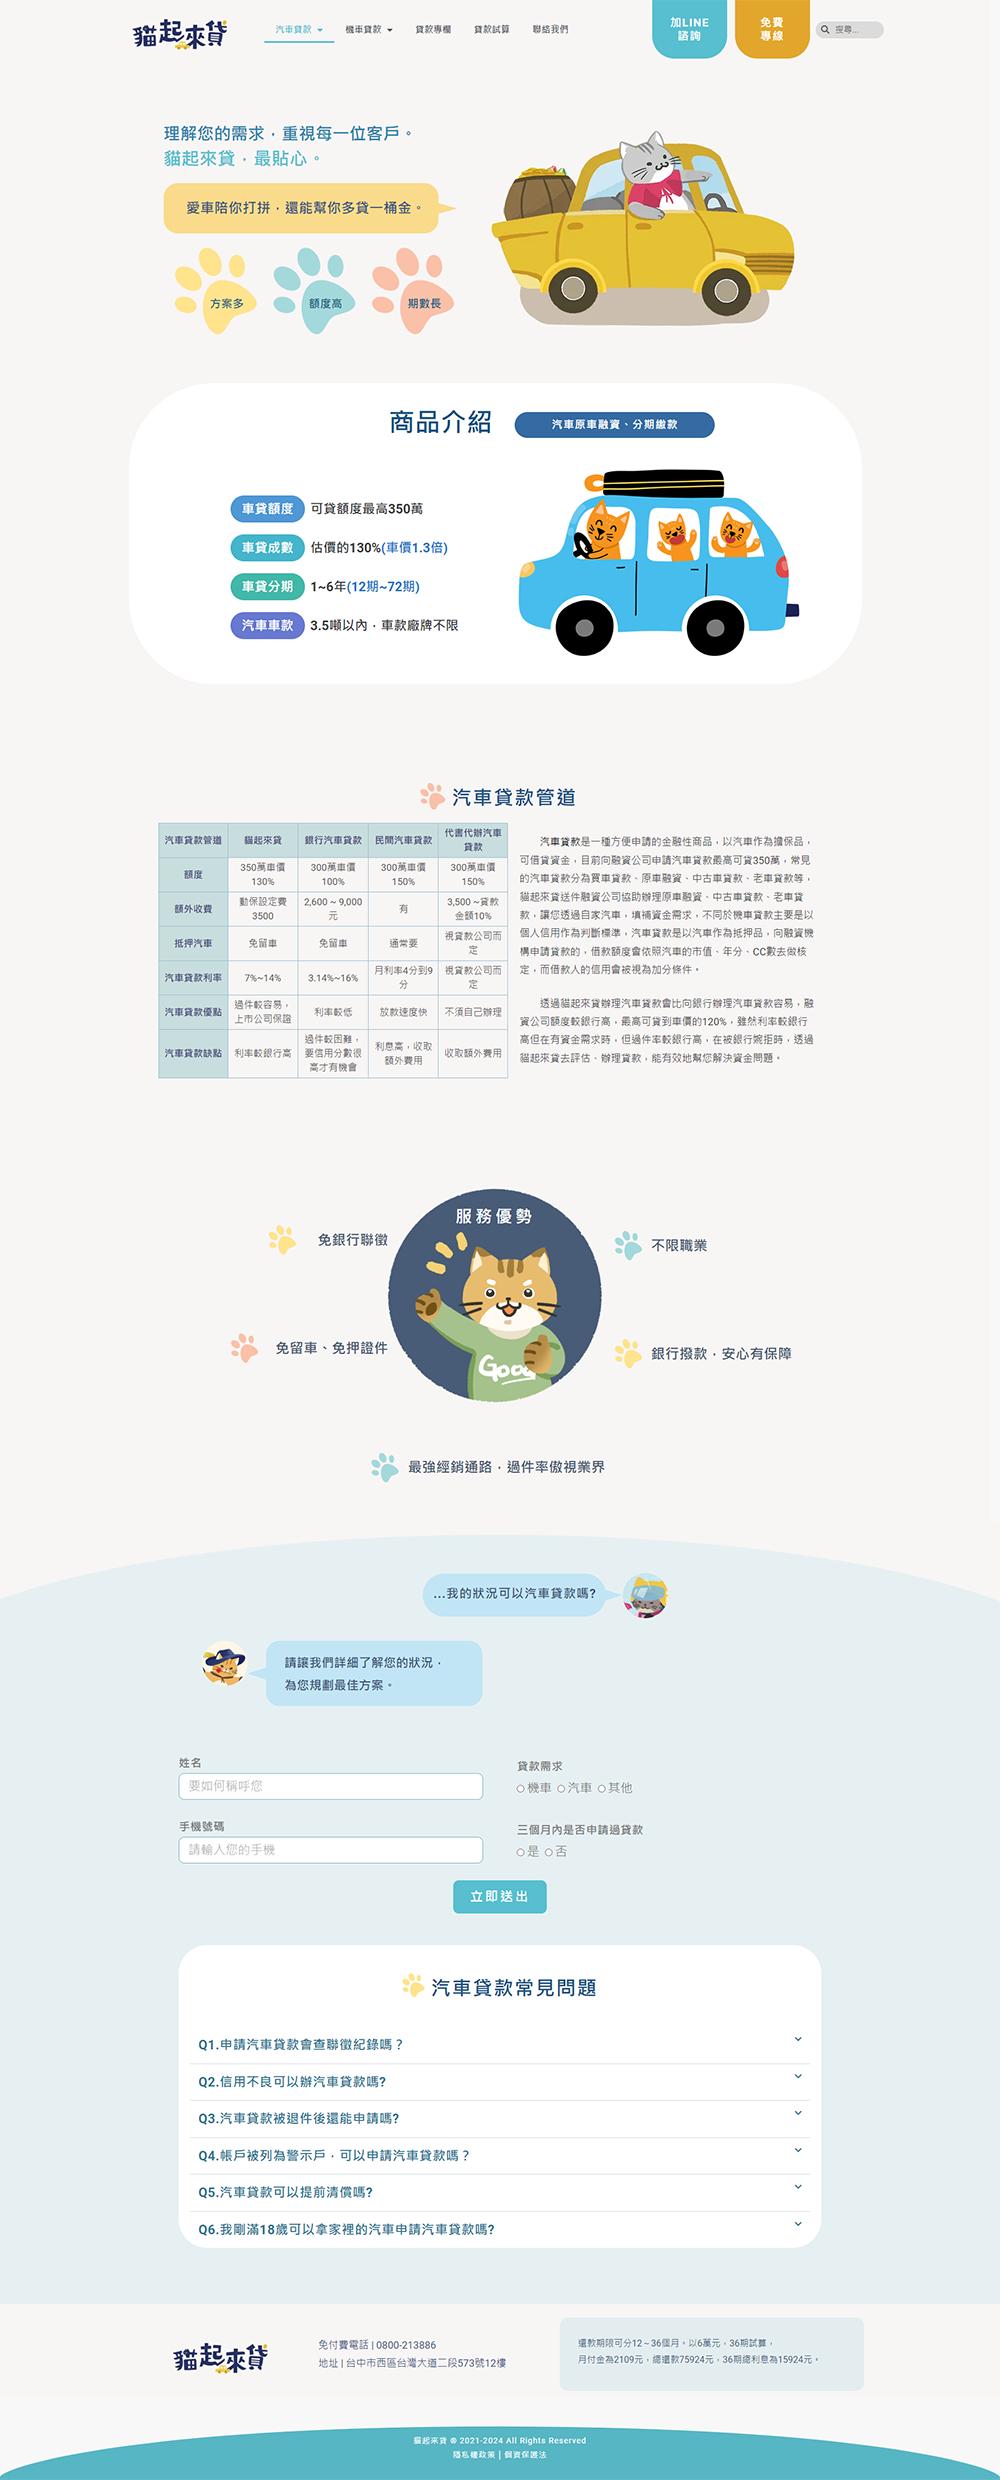 貓起來貸
汽車貸款
機車貸款
貸款專欄
貸款試算
聯絡我們
加LINE
諮詢
免費
專線
搜尋...
理解您的需求，重視每一位客戶。
貓起來貸，最貼心。
愛車陪你打拼，還能幫你多貸一桶金。
方案多
額度高
期數長
商品介紹
汽車原車融資、分期繳款
車貸額度 可貸額度最高350萬
車貸成數 估價的130%(車價1.3倍)
車貸分期 1~6年(12期~72期)
汽車車款 3.5噸以內，車款廠牌不限
汽車貸款管道
汽車貸款管道 貓起來貸 銀行汽車貸款 民間汽車貸款 代書代辦汽車貸款
額度 350萬車價130% 300萬車價100% 300萬車價150% 300萬車價150%
額外收費 動保設定費3500 2,600 ~ 9,000元 有 3,500 ~貸款金額10%
抵押汽車 免留車 免留車 通常要 視貸款公司而定
汽車貸款利率 7%~14% 3.14%~16% 月利率4分到9分 視貸款公司而定
汽車貸款優點 過件較容易，上市公司保證 利率較低 放款速度快 不須自己辦理
汽車貸款缺點 利率較銀行高 過件較困難，要信用分數很高才有機會 利息高，收取額外費用 收取額外費用
汽車貸款是一種方便申請的金融性商品，以汽車作為擔保品，
可借貸資金，目前向融資公司申請汽車貸款最高可貸350萬，常見
的汽車貸款分為買車貸款、原車融資、中古車貸款、老車貸款等，
貓起來貸送件融資公司協助辦理原車融資、中古車貸款、老車貸
款，讓您透過自家汽車，填補資金需求，不同於機車貸款主要是以
個人信用作為判斷標準，汽車貸款是以汽車作為抵押品，向融資機
構申請貸款的，借款額度會依照汽車的市值、年分、CC數去做核
定，而借款人的信用會被視為加分條件。
透過貓起來貸辦理汽車貸款會比向銀行辦理汽車貸款容易，融
資公司額度較銀行高，最高可貸到車價的120%，雖然利率較銀行
高但在有資金需求時，但過件率較銀行高，在被銀行婉拒時，透過
貓起來貸去評估、辦理貸款，能有效地幫您解決資金問題。
服務優勢
免銀行聯徵
不限職業
Good
免留車、免押證件
銀行撥款，安心有保障
最強經銷通路，過件率傲視業界
...我的狀況可以汽車貸款嗎?
請讓我們詳細了解您的狀況，
為您規劃最佳方案。
姓名
要如何稱呼您
貸款需求
機車 汽車 其他
手機號碼
請輸入您的手機
三個月內是否申請過貸款
是 否
立即送出
汽車貸款常見問題
Q1.申請汽車貸款會查聯徵紀錄嗎？
Q2.信用不良可以辦汽車貸款嗎?
Q3.汽車貸款被退件後還能申請嗎?
Q4.帳戶被列為警示戶，可以申請汽車貸款嗎？
Q5.汽車貸款可以提前清償嗎?
Q6.我剛滿18歲可以拿家裡的汽車申請汽車貸款嗎?
貓起來貸
免付費電話 | 0800-213886
地址 | 台中市西區台灣大道二段573號12樓
還款期限可分12～36個月。以6萬元，36期試算，
月付金為2109元，總還款75924元，36期總利息為15924元。
貓起來貸 © 2021-2024 All Rights Reserved
隱私權政策 | 個資保護法